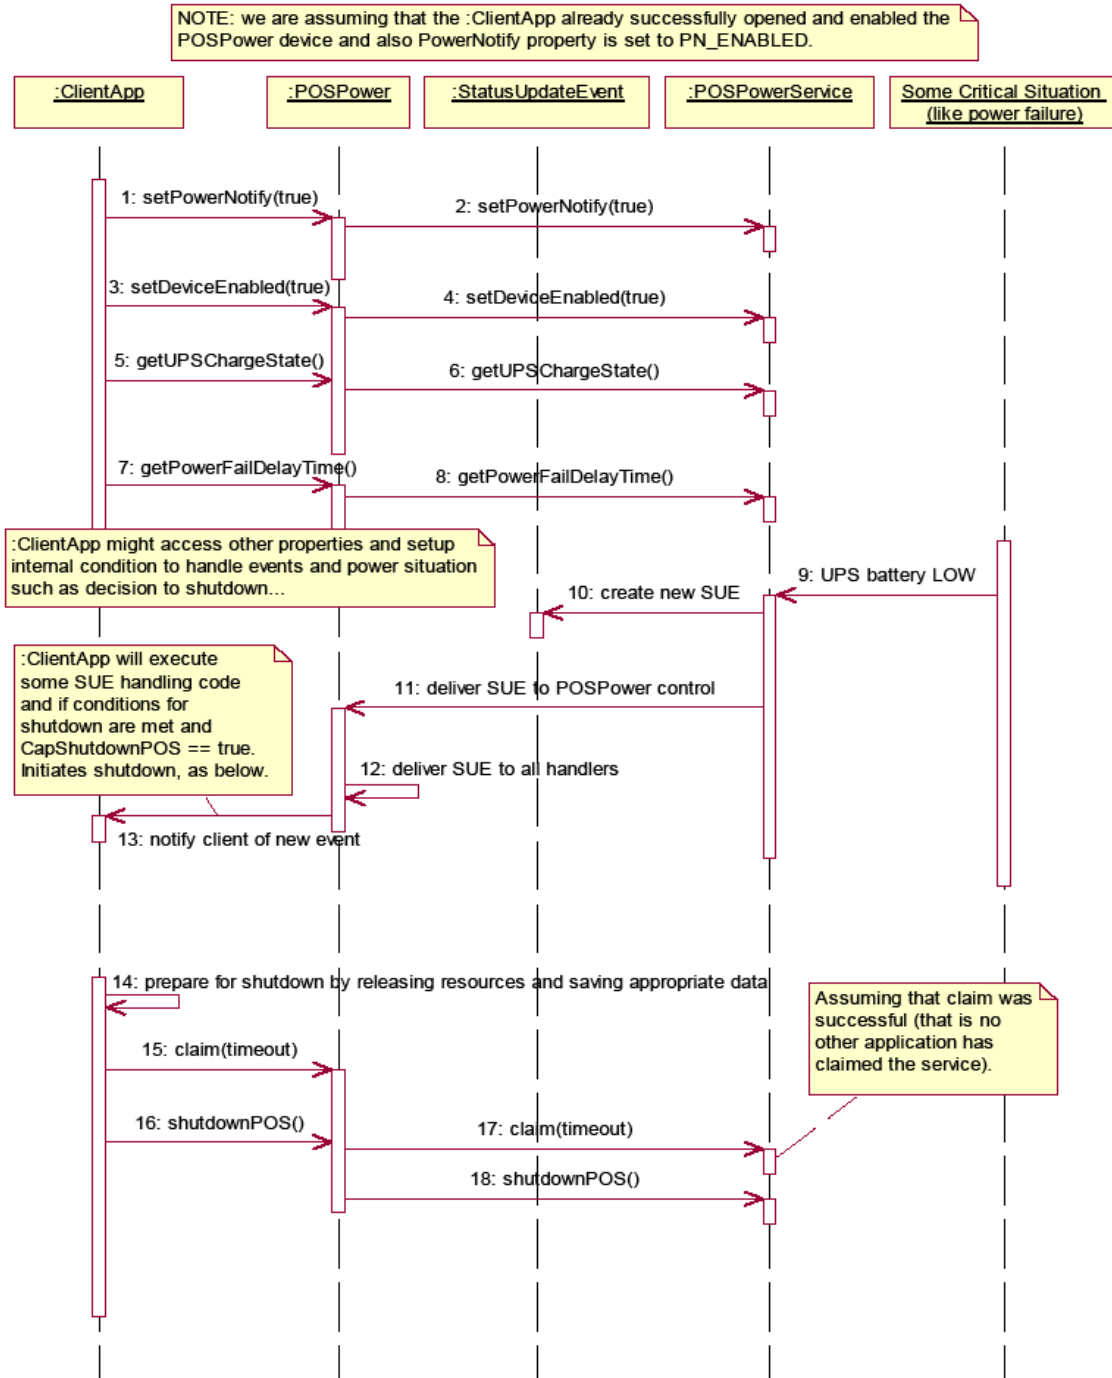 NOTE: we are assuming that the :ClientApp already successfully opened and enabled the
POSPower device and also PowerNotify property is set to PN_ENABLED.
:ClientApp
:POSPower
:StatusUpdateEvent
:POSPowerService
Some Critical Situation
(like power failure)
1: setPowerNotify(true)
2: setPowerNotify(true)
3: setDeviceEnabled(true)
4: setDeviceEnabled(true)
5: getUPSChargeState()
6: getUPSChargeState()
7: getPowerFailDelayTime()
8: getPowerFailDelayTime()
:ClientApp might access other properties and setup
internal condition to handle events and power situation
such as decision to shutdown...
9: UPS battery LOW
10: create new SUE
:ClientApp will execute
some SUE handling code
and if conditions for
shutdown are met and
CapShutdownPOS == true.
Initiates shutdown, as below.
11: deliver SUE to POSPower control
12: deliver SUE to all handlers
13: notify client of new event
14: prepare for shutdown by releasing resources and saving appropriate data
Assuming that claim was
successful (that is no
other application has
claimed the service).
15: claim(timeout)
16: shutdownPOS()
17: claim(timeout)
18: shutdownPOS()